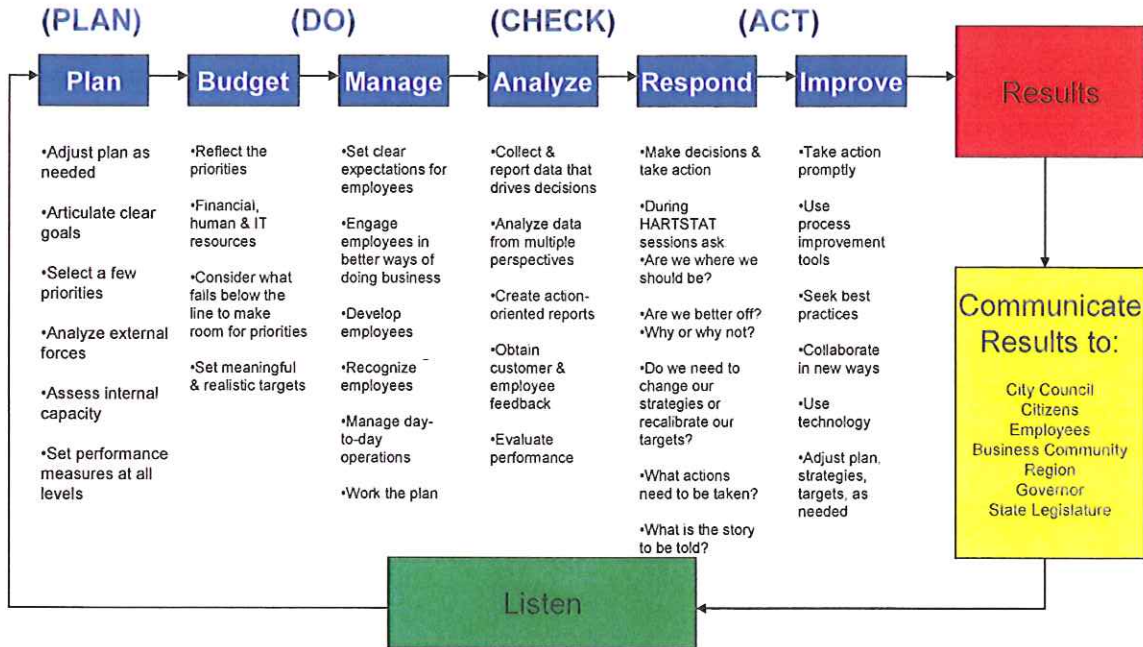 (PLAN)
(DO)
(CHECK)
(ACT)
Plan
Budget
Manage
Analyze
Respond
Improve
Results
•Adjust plan as
needed
•Articulate clear
goals
•Select a few
priorities
•Analyze external
forces
•Assess internal
capacity
•Set performance
measures at all
levels
•Reflect the
priorities
•Financial,
human & IT
resources
•Consider what
falls below the
line to make
room for priorities
•Set meaningful
& realistic targets
•Set clear
expectations for
employees
•Engage
employees in
better ways of
doing business
•Develop
employees
•Recognize
employees
•Manage day-
to-day
operations
•Work the plan
•Collect &
report data that
drives decisions
•Analyze data
from multiple
perspectives
•Create action-
oriented reports
•Obtain
customer &
employee
feedback
•Evaluate
performance
•Make decisions &
take action
•During
HARTSTAT
sessions ask
•Are we where we
should be?
•Are we better off?
•Why or why not?
•Do we need to
change our
strategies or
recalibrate our
targets?
•What actions
need to be taken?
•What is the story
to be told?
•Take action
promptly
•Use
process
improvement
tools
•Seek best
practices
•Collaborate
in new ways
•Use
technology
•Adjust plan,
strategies,
targets, as
needed
Communicate
Results to:
City Council
Citizens
Employees
Business Community
Region
Governor
State Legislature
Listen